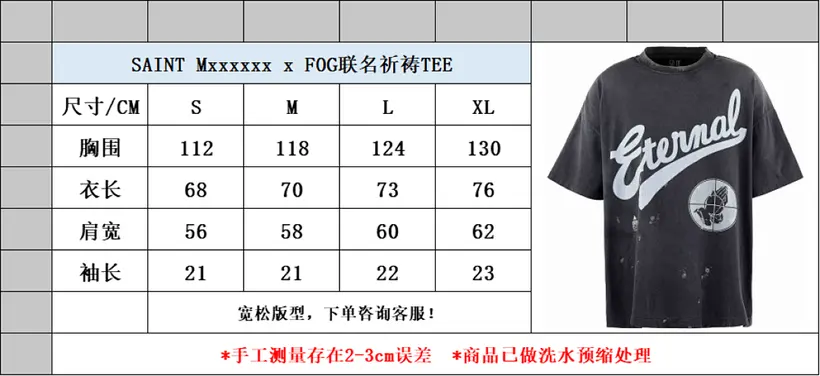 SAINT Mxxxxxx x FOG联名祈祷TEE
尺寸/CM S M L XL
胸围 112 118 124 130
衣长 68 70 73 76
肩宽 56 58 60 62
袖长 21 21 22 23
宽松版型，下单咨询客服！
*手工测量存在2-3cm误差 *商品已做洗水预缩处理
Eternal